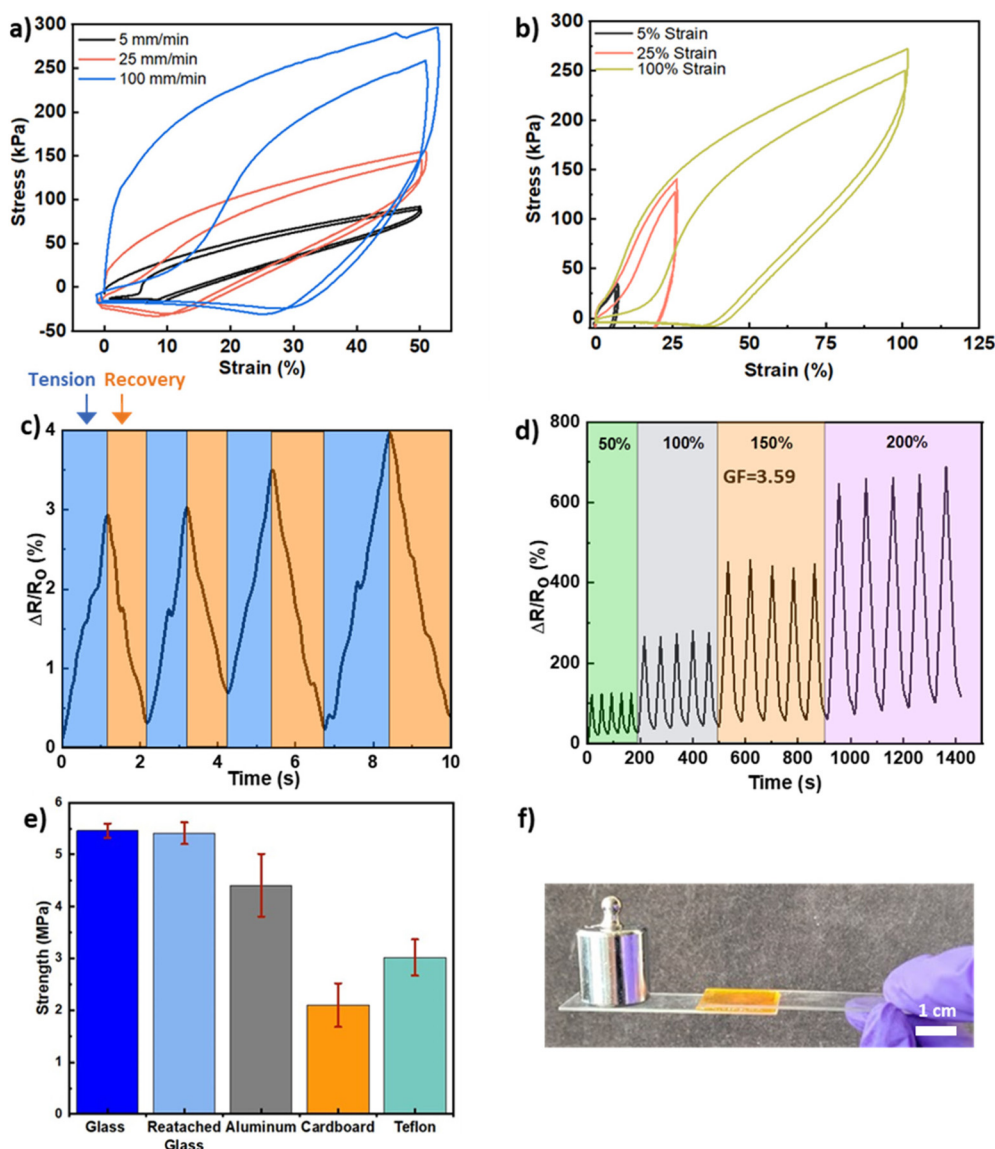 a)
300
250
200
150
100
50
0
-50
5 mm/min
25 mm/min
100 mm/min
Stress (kPa)
0 10 20 30 40 50
Strain (%)
b)
300
250
200
150
100
50
0
5% Strain
25% Strain
100% Strain
Stress (kPa)
0 25 50 75 100 125
Strain (%)
Tension Recovery
c)
4
3
2
1
0
ΔR/R₀ (%)
0 2 4 6 8 10
Time (s)
d)
800
600
400
200
0
50% 100% 150% 200%
GF=3.59
ΔR/R₀ (%)
0 200 400 600 800 1000 1200 1400
Time (s)
e)
6
5
4
3
2
1
0
Strength (MPa)
Glass Reatached Aluminum Cardboard Teflon
Glass
f)
1 cm